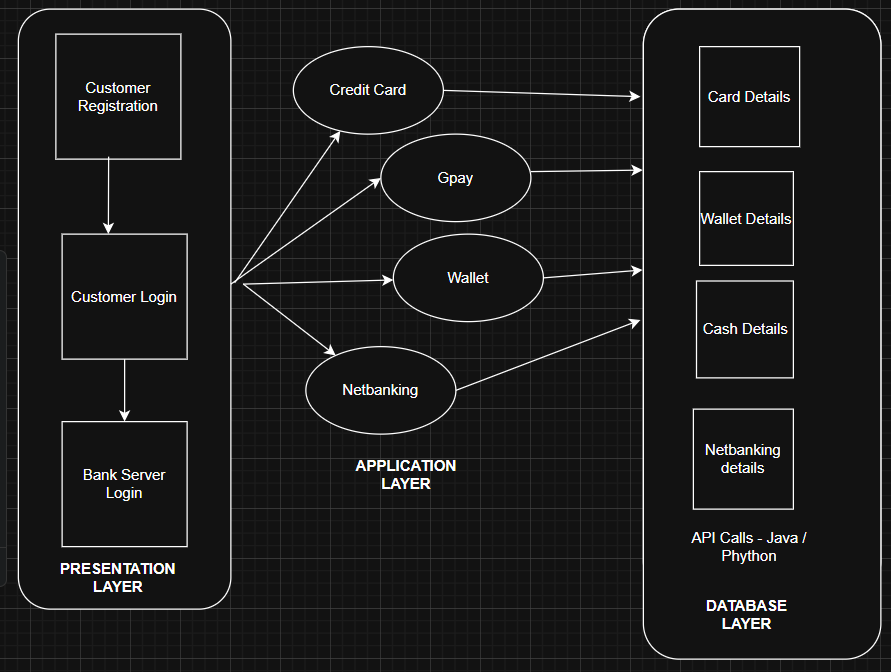 Customer
Registration
Customer Login
Bank Server
Login
PRESENTATION
LAYER
Credit Card
Gpay
Wallet
Netbanking
APPLICATION
LAYER
Card Details
Wallet Details
Cash Details
Netbanking
details
API Calls - Java /
Phython
DATABASE
LAYER